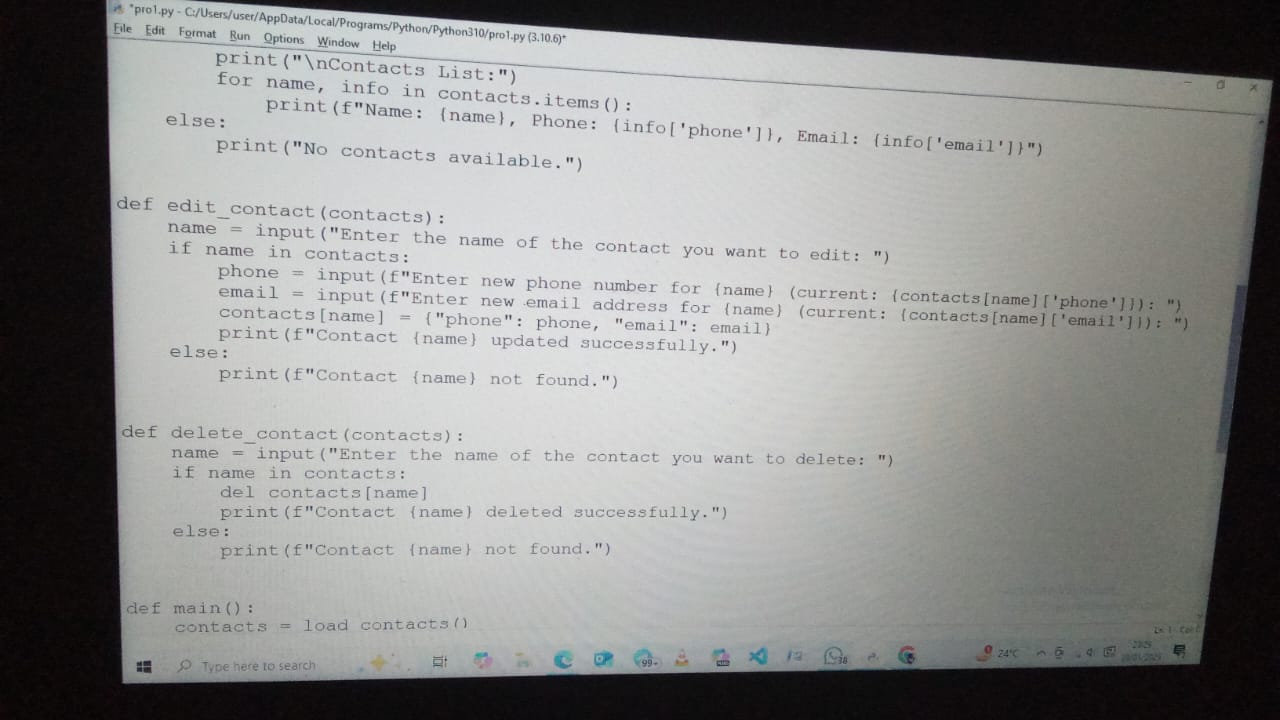 *pro1.py - C:/Users/user/AppData/Local/Programs/Python/Python310/pro1.py (3.10.6)*
File Edit Format Run Options Window Help
print("\nContacts List:")
for name, info in contacts.items():
print(f"Name: {name}, Phone: {info['phone']}, Email: {info['email']}")
else:
print("No contacts available.")
def edit_contact(contacts):
name = input("Enter the name of the contact you want to edit: ")
if name in contacts:
phone = input(f"Enter new phone number for {name} (current: {contacts[name]['phone']}): ")
email = input(f"Enter new email address for {name} (current: {contacts[name]['email']}): ")
contacts[name] = {"phone": phone, "email": email}
print(f"Contact {name} updated successfully.")
else:
print(f"Contact {name} not found.")
def delete_contact(contacts):
name = input("Enter the name of the contact you want to delete: ")
if name in contacts:
del contacts[name]
print(f"Contact {name} deleted successfully.")
else:
print(f"Contact {name} not found.")
def main():
contacts = load contacts()
Type here to search
99+
38
24°C